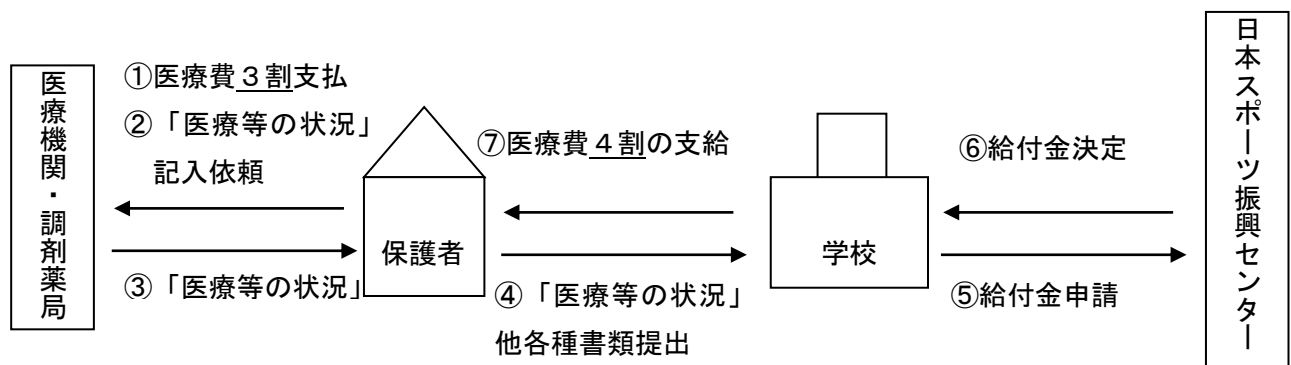 医療機関・調剤薬局
①医療費３割支払
②「医療等の状況」
記入依頼
③「医療等の状況」
保護者
⑦医療費４割の支給
④「医療等の状況」
他各種書類提出
学校
⑥給付金決定
⑤給付金申請
日本スポーツ振興センター